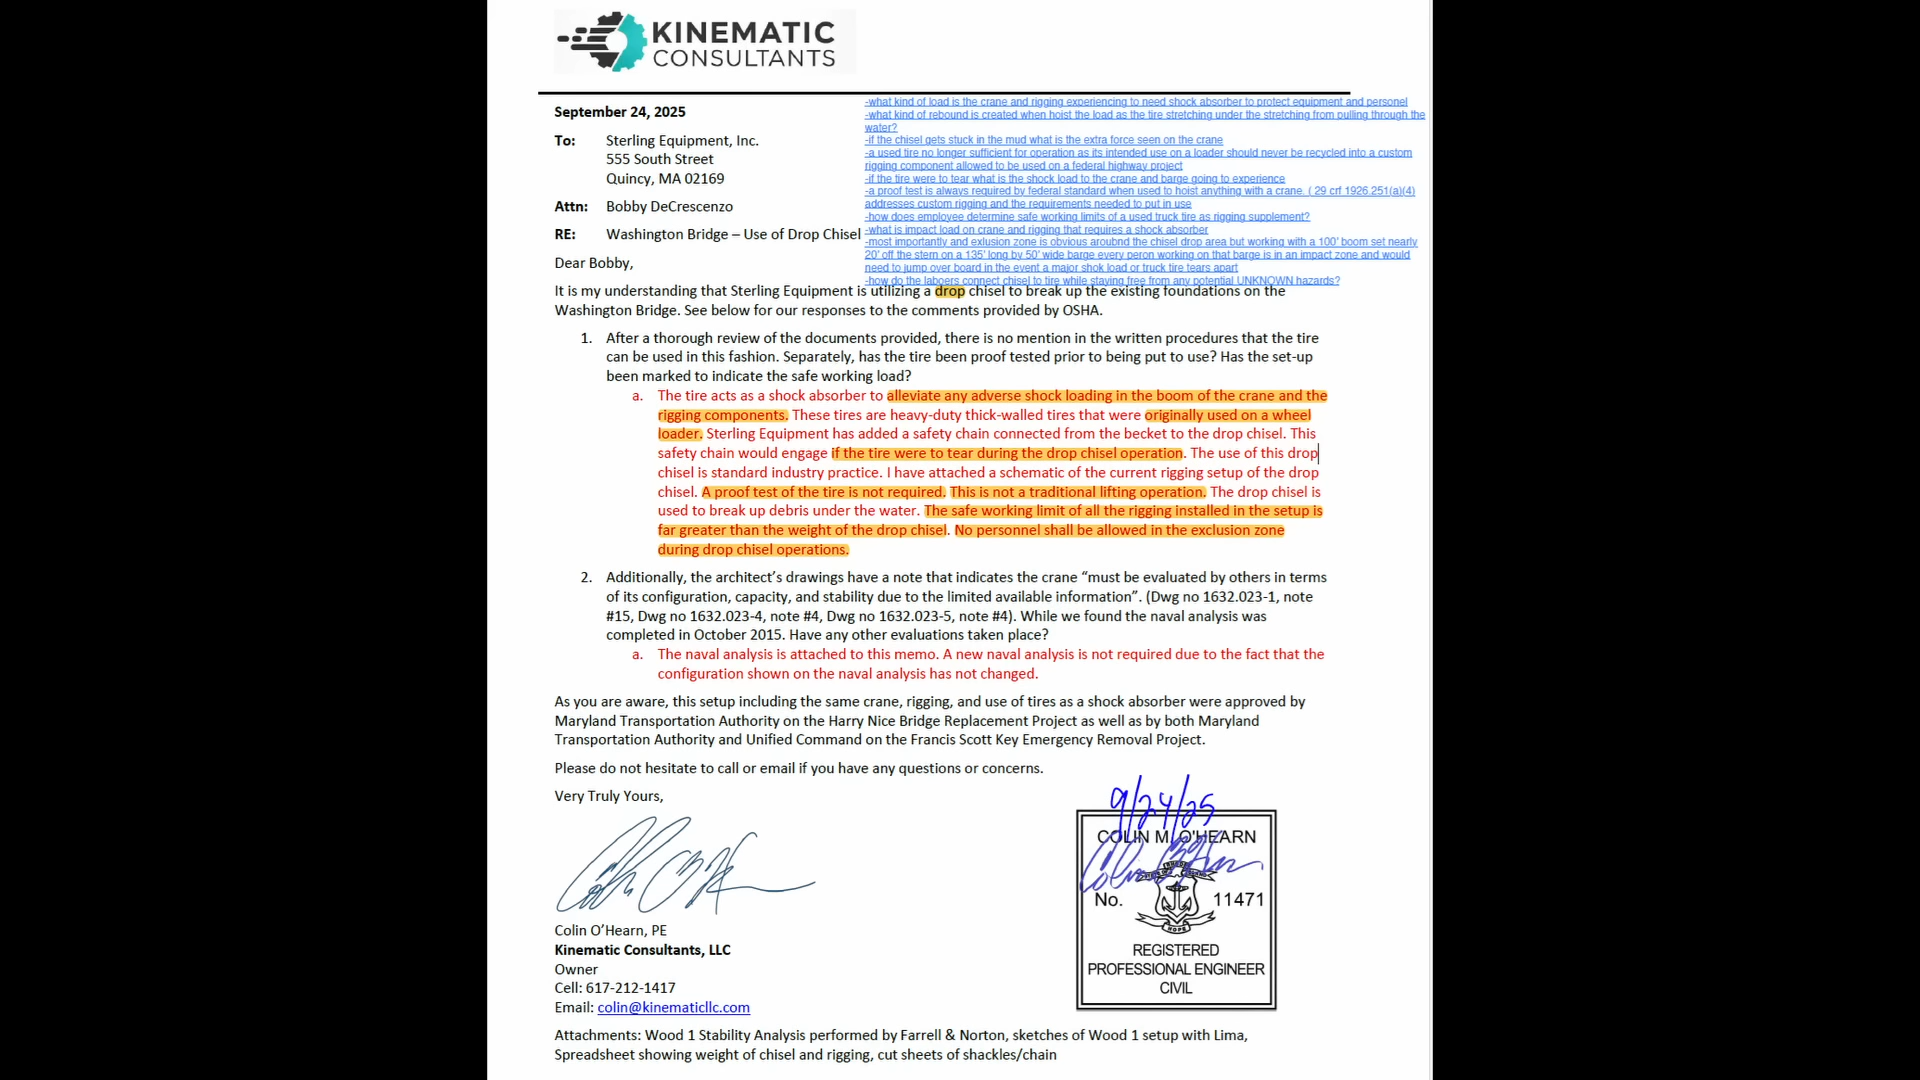 KINEMATIC
CONSULTANTS
September 24, 2025
To: Sterling Equipment, Inc.
555 South Street
Quincy, MA 02169
Attn: Bobby DeCrescenzo
RE: Washington Bridge – Use of Drop Chisel
-what kind of load is the crane and rigging experiencing to need shock absorber to protect equipment and personel
-what kind of rebound is created when hoist the load as the tire stretching under the stretching from pulling through the
water?
-if the chisel gets stuck in the mud what is the extra force seen on the crane
-a used tire no longer sufficient for operation as its intended use on a loader should never be recycled into a custom
rigging component allowed to be used on a federal highway project
-if the tire were to tear what is the shock load to the crane and barge going to experience
-a proof test is always required by federal standard when used to hoist anything with a crane. ( 29 crf 1926.251(a)(4)
addresses custom rigging and the requirements needed to put in use
-how does employee determine safe working limits of a used truck tire as rigging supplement?
-what is impact load on crane and rigging that requires a shock absorber
-most importantly and exlusion zone is obvious aroubnd the chisel drop area but working with a 100' boom set nearly
20' off the stern on a 135' long by 50' wide barge every peron working on that barge is in an impact zone and would
need to jump over board in the event a major shok load or truck tire tears apart
-how do the laboers connect chisel to tire while staying free from any potential UNKNOWN hazards?
Dear Bobby,
It is my understanding that Sterling Equipment is utilizing a drop chisel to break up the existing foundations on the
Washington Bridge. See below for our responses to the comments provided by OSHA.
1. After a thorough review of the documents provided, there is no mention in the written procedures that the tire
can be used in this fashion. Separately, has the tire been proof tested prior to being put to use? Has the set-up
been marked to indicate the safe working load?
a. The tire acts as a shock absorber to alleviate any adverse shock loading in the boom of the crane and the
rigging components. These tires are heavy-duty thick-walled tires that were originally used on a wheel
loader. Sterling Equipment has added a safety chain connected from the becket to the drop chisel. This
safety chain would engage if the tire were to tear during the drop chisel operation. The use of this drop
chisel is standard industry practice. I have attached a schematic of the current rigging setup of the drop
chisel. A proof test of the tire is not required. This is not a traditional lifting operation. The drop chisel is
used to break up debris under the water. The safe working limit of all the rigging installed in the setup is
far greater than the weight of the drop chisel. No personnel shall be allowed in the exclusion zone
during drop chisel operations.
2. Additionally, the architect's drawings have a note that indicates the crane "must be evaluated by others in terms
of its configuration, capacity, and stability due to the limited available information". (Dwg no 1632.023-1, note
#15, Dwg no 1632.023-4, note #4, Dwg no 1632.023-5, note #4). While we found the naval analysis was
completed in October 2015. Have any other evaluations taken place?
a. The naval analysis is attached to this memo. A new naval analysis is not required due to the fact that the
configuration shown on the naval analysis has not changed.
As you are aware, this setup including the same crane, rigging, and use of tires as a shock absorber were approved by
Maryland Transportation Authority on the Harry Nice Bridge Replacement Project as well as by both Maryland
Transportation Authority and Unified Command on the Francis Scott Key Emergency Removal Project.
Please do not hesitate to call or email if you have any questions or concerns.
Very Truly Yours,
Colin O'Hearn, PE
Kinematic Consultants, LLC
Owner
Cell: 617-212-1417
Email: colin@kinematicllc.com
9/24/25
COLIN M. O'HEARN
No. 11471
HOPE
REGISTERED
PROFESSIONAL ENGINEER
CIVIL
Attachments: Wood 1 Stability Analysis performed by Farrell & Norton, sketches of Wood 1 setup with Lima,
Spreadsheet showing weight of chisel and rigging, cut sheets of shackles/chain